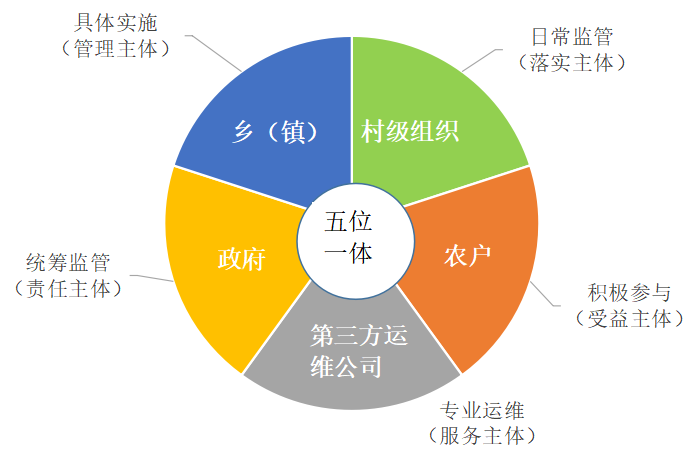 具体实施
（管理主体）
日常监管
（落实主体）
乡（镇）
村级组织
五位
一体
政府
农户
统筹监管
（责任主体）
积极参与
（受益主体）
第三方运
维公司
专业运维
（服务主体）